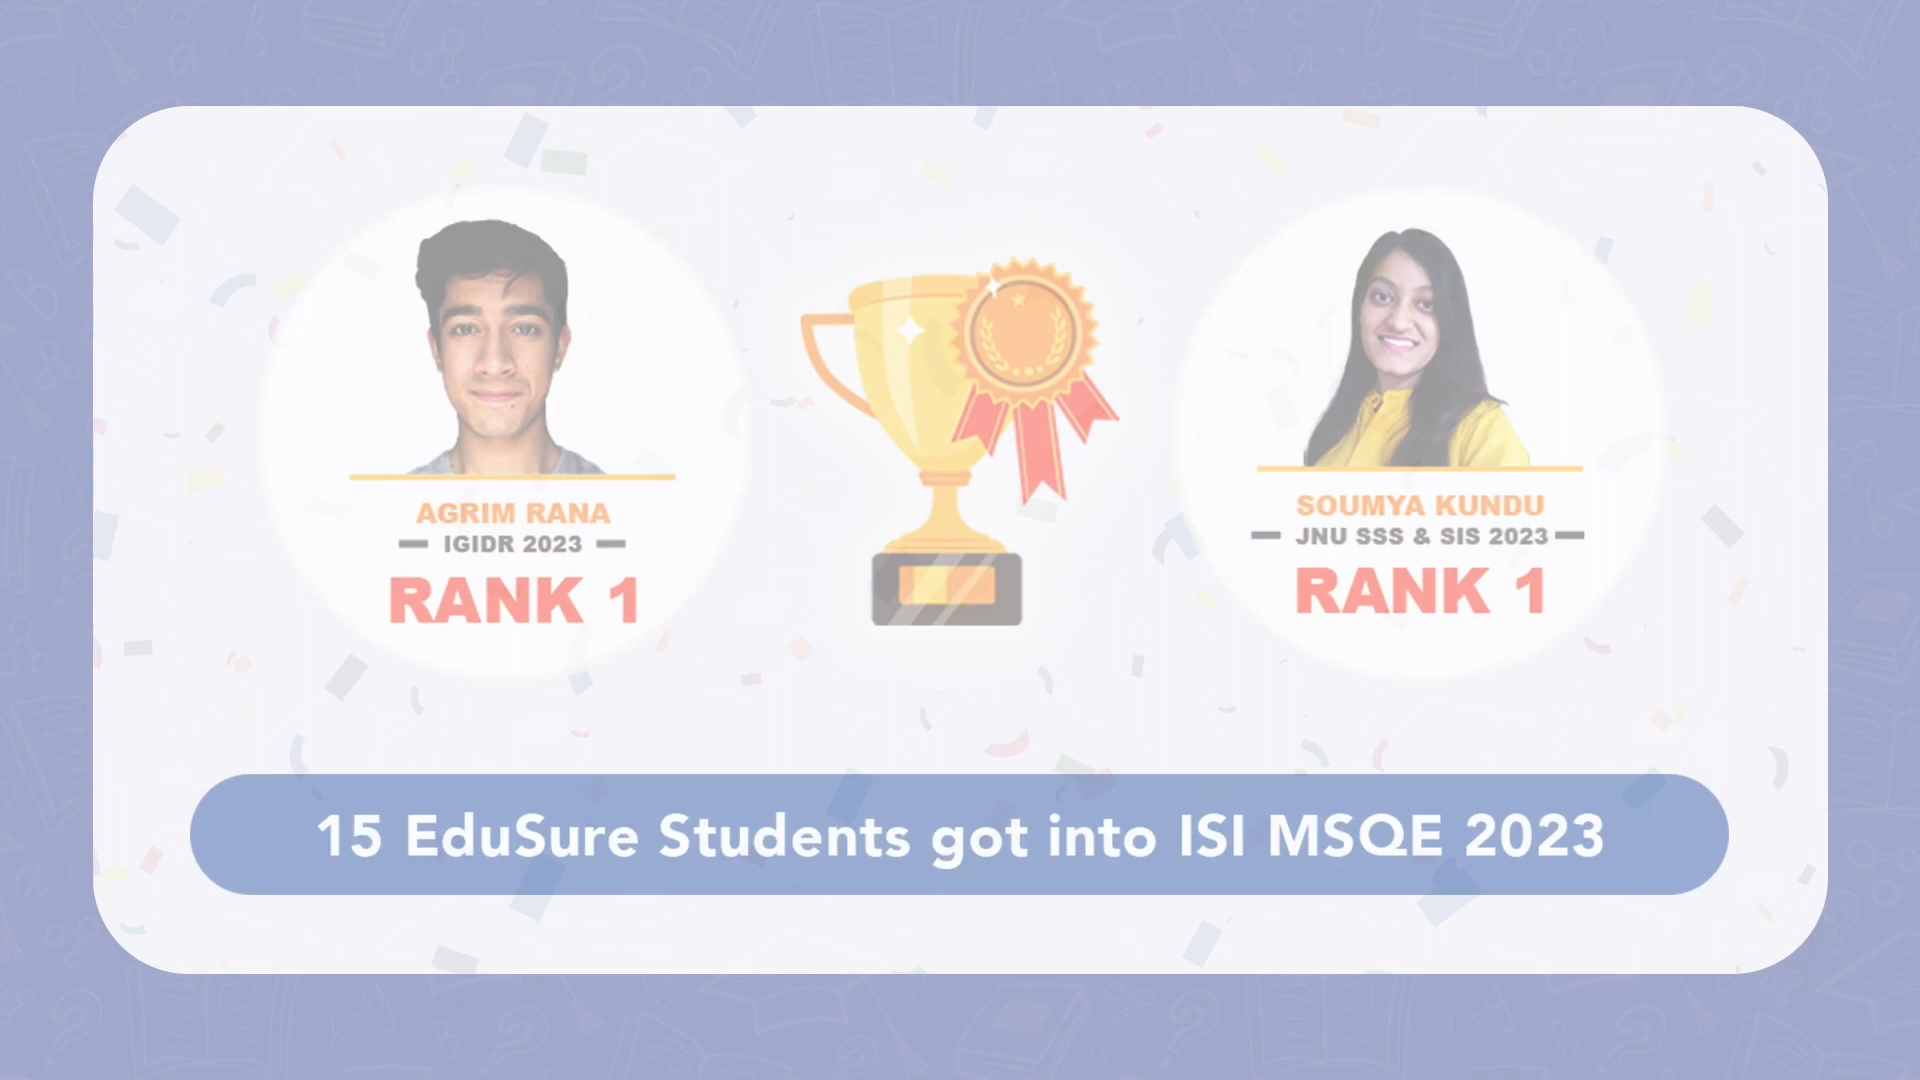 AGRIM RANA
IGIDR 2023
RANK 1
SOUMYA KUNDU
JNU SSS & SIS 2023
RANK 1
15 EduSure Students got into ISI MSQE 2023